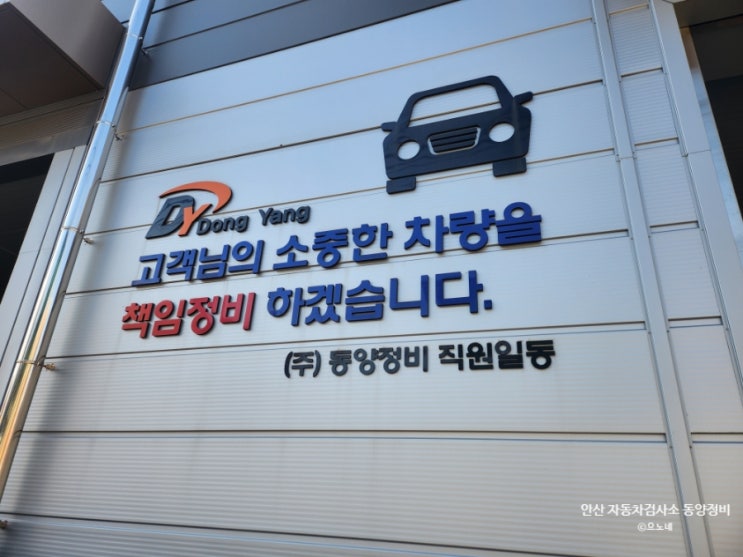 DY Dong Yang
고객님의 소중한 차량을
책임정비 하겠습니다.
(주) 동양정비 직원일동
안산 자동차검사소 동양정비
©으노네